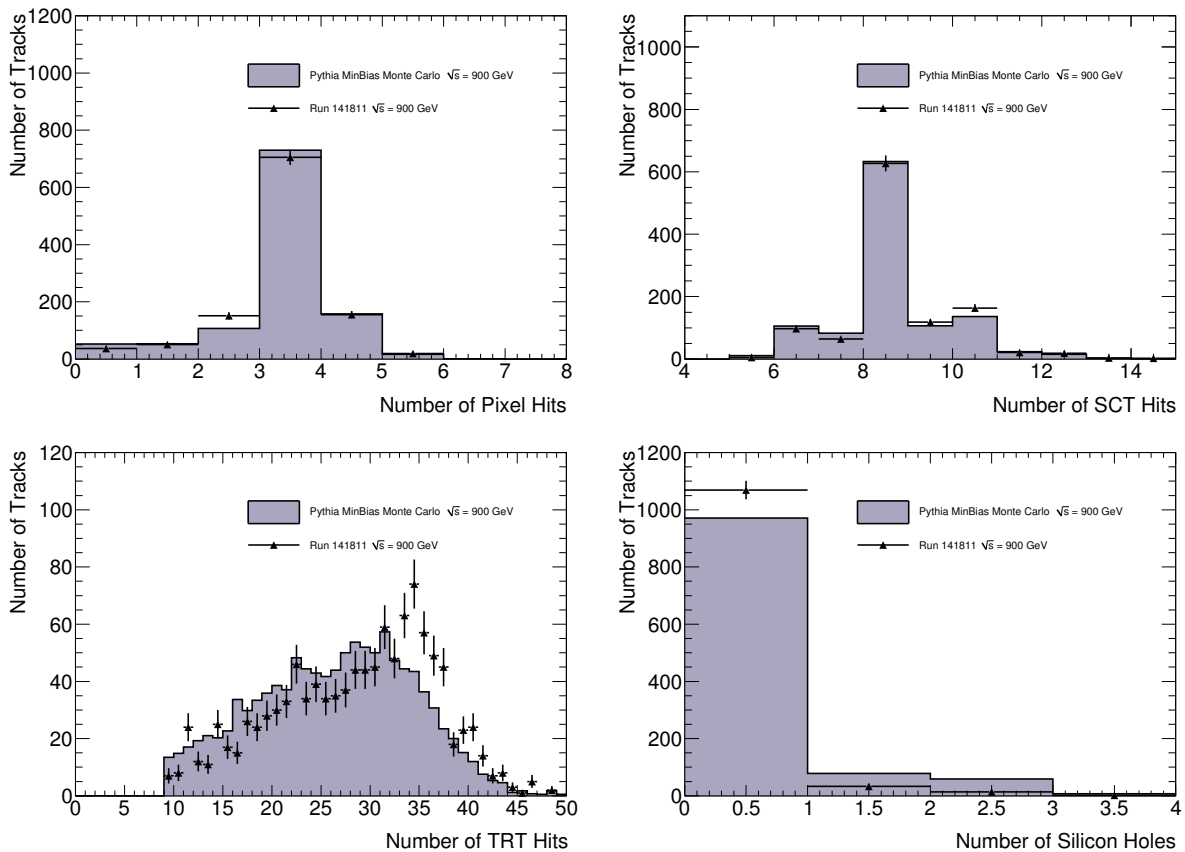 Number of Tracks
1200
1000
800
600
400
200
0
Pythia MinBias Monte Carlo √s = 900 GeV
Run 141811 √s = 900 GeV
0 1 2 3 4 5 6 7 8
Number of Pixel Hits
Number of Tracks
1000
800
600
400
200
0
Pythia MinBias Monte Carlo √s = 900 GeV
Run 141811 √s = 900 GeV
4 6 8 10 12 14
Number of SCT Hits
Number of Tracks
120
100
80
60
40
20
0
Pythia MinBias Monte Carlo √s = 900 GeV
Run 141811 √s = 900 GeV
0 5 10 15 20 25 30 35 40 45 50
Number of TRT Hits
Number of Tracks
1200
1000
800
600
400
200
0
Pythia MinBias Monte Carlo √s = 900 GeV
Run 141811 √s = 900 GeV
0 0.5 1 1.5 2 2.5 3 3.5 4
Number of Silicon Holes